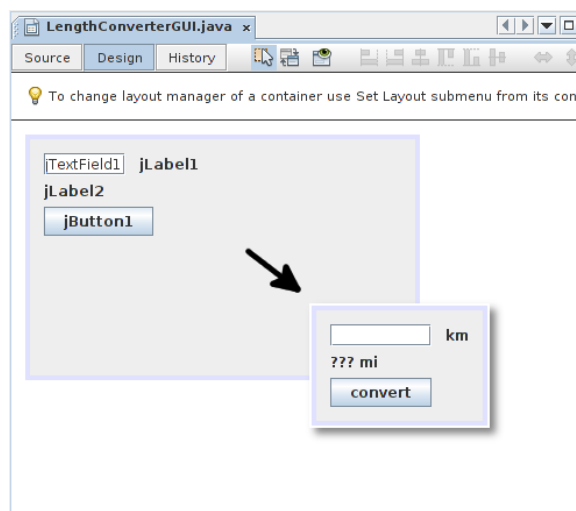 LengthConverterGUI.java x
Source Design History
To change layout manager of a container use Set Layout submenu from its con
jTextField1 jLabel1
jLabel2
jButton1
km
??? mi
convert